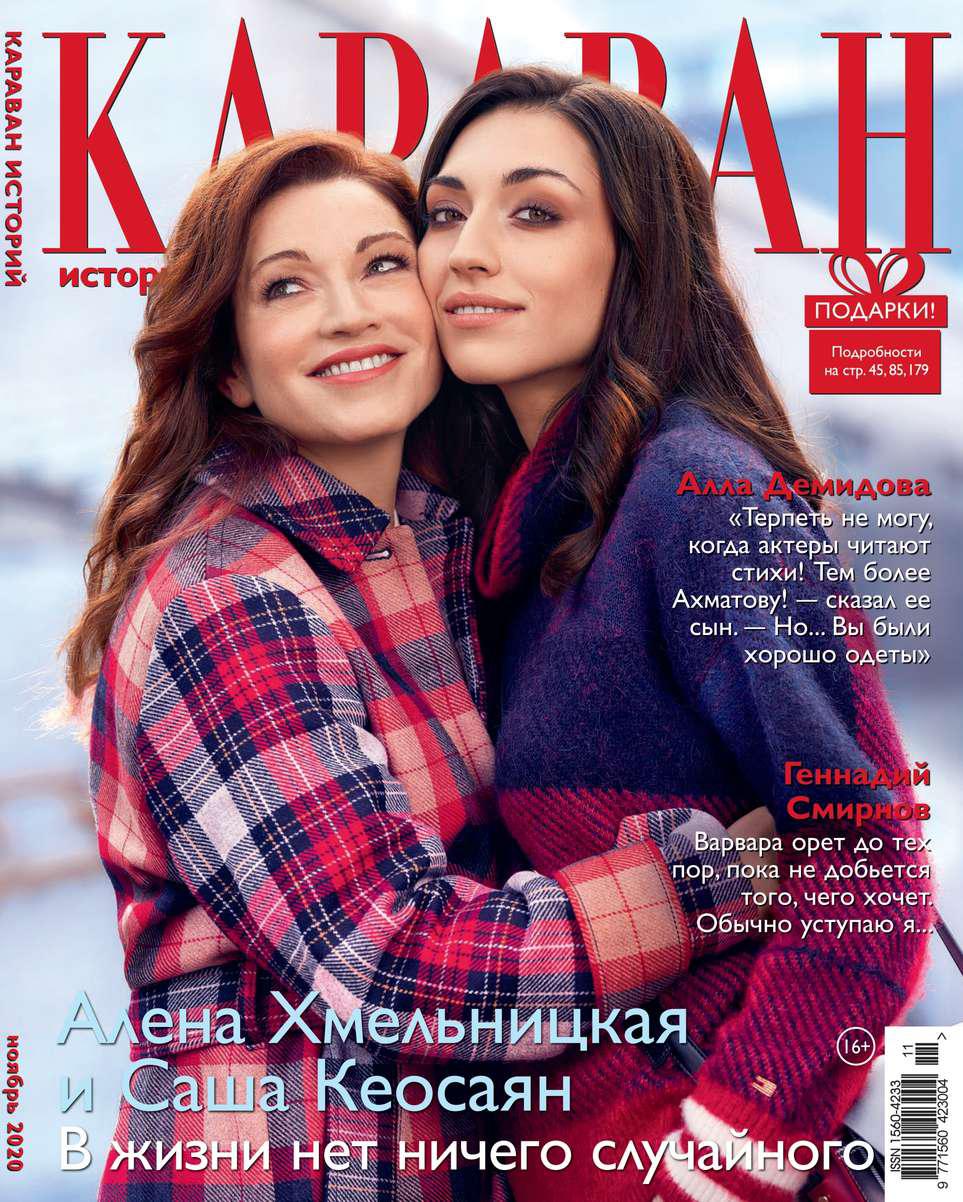 КАРАВАН ИСТОРИЙ
КАРАВАН
истор
ПОДАРКИ!
Подробности
на стр. 45, 85, 179
Алла Демидова
«Терпеть не могу,
когда актеры читают
стихи! Тем более
Ахматову! — сказал ее
сын. — Но... Вы были
хорошо одеты»
Геннадий
Смирнов
Варвара орет до тех
пор, пока не добьется
того, чего хочет.
Обычно уступаю я...
Алена Хмельницкая
и Саша Кеосаян
В жизни нет ничего случайного
16+
ноябрь 2020
ISSN 1560-4233
11
9 771560 423004 >